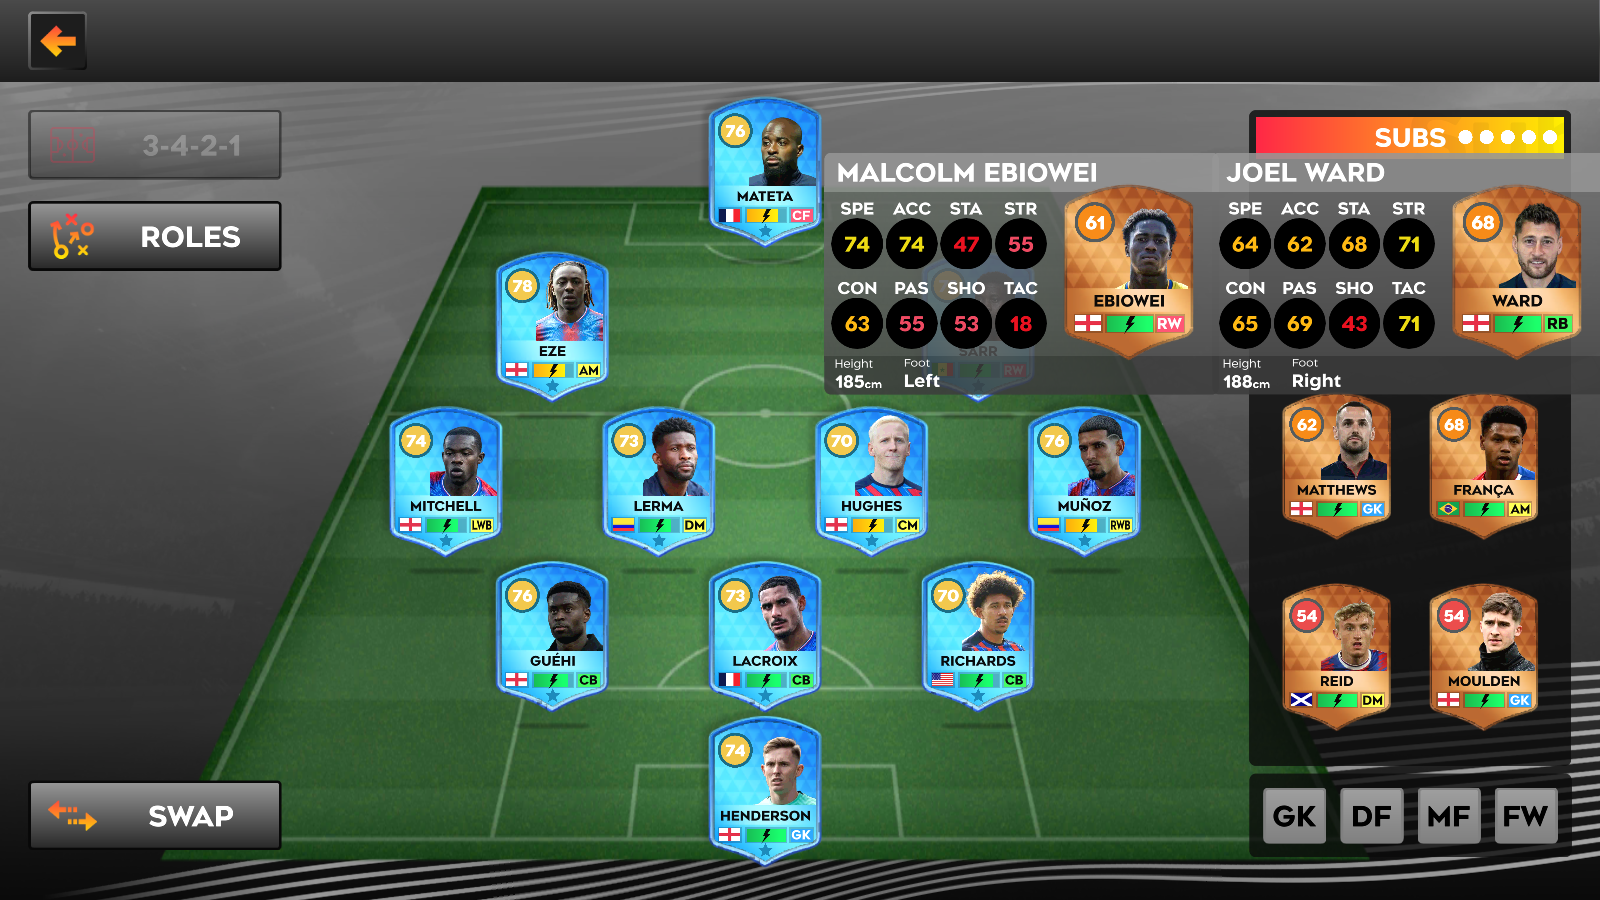 3-4-2-1
ROLES
SWAP
76
MATETA
CF
78
EZE
AM
SARR
RW
74
MITCHELL
LWB
73
LERMA
DM
70
HUGHES
CM
76
MUÑOZ
RWB
76
GUÉHI
CB
73
LACROIX
CB
70
RICHARDS
CB
74
HENDERSON
GK
MALCOLM EBIOWEI
SPE ACC STA STR
74 74 47 55
CON PAS SHO TAC
63 55 53 18
Height Foot
185cm Left
61
EBIOWEI
RW
SUBS
JOEL WARD
SPE ACC STA STR
64 62 68 71
CON PAS SHO TAC
65 69 43 71
Height Foot
188cm Right
68
WARD
RB
62
MATTHEWS
GK
68
FRANÇA
AM
54
REID
DM
54
MOULDEN
GK
GK DF MF FW